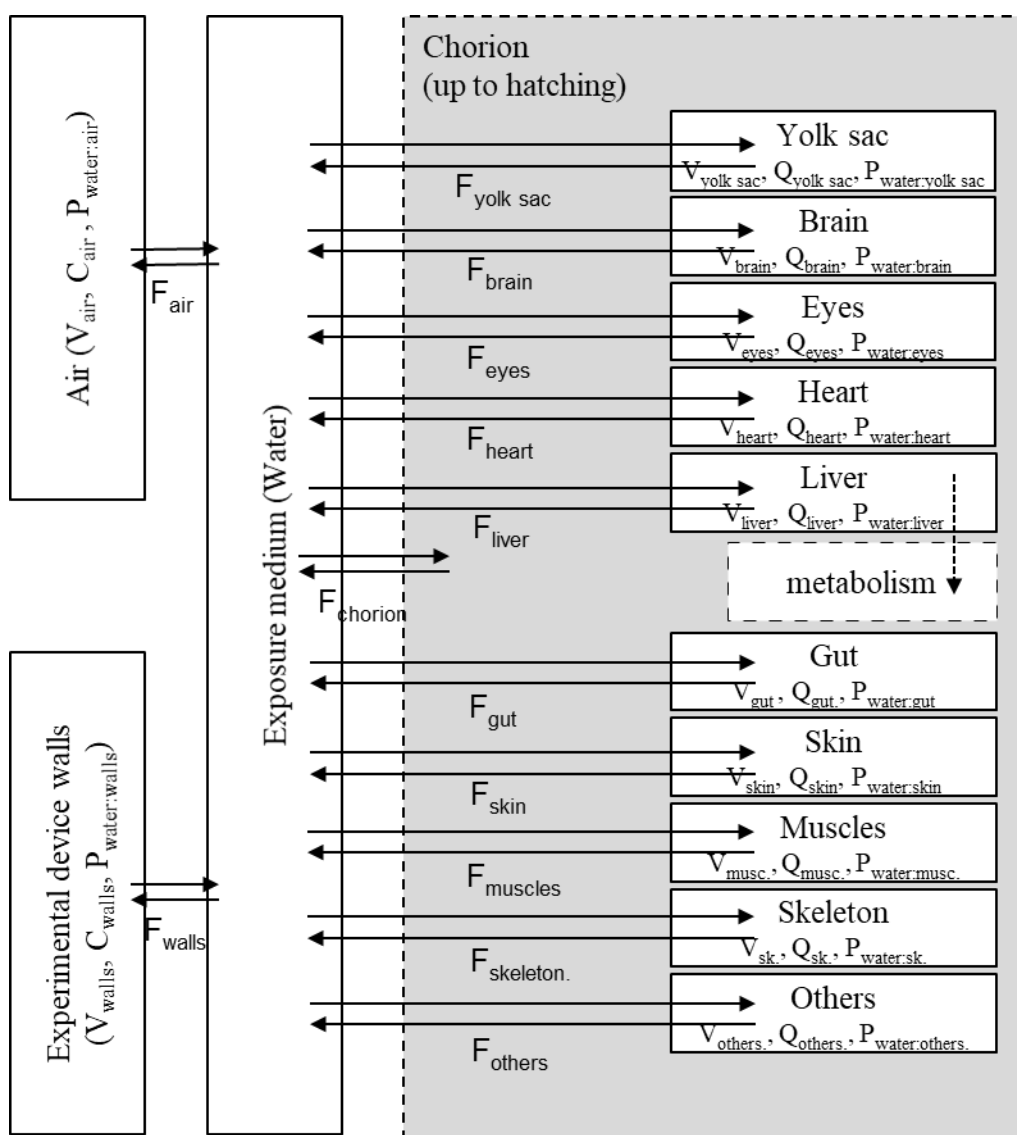 Air (V_air, C_air , P_water:air)
Experimental device walls
(V_walls, C_walls, P_water:walls)
F_air
F_walls
Exposure medium (Water)
Chorion
(up to hatching)
Yolk sac
V_yolk sac, Q_yolk sac, P_water:yolk sac
F_yolk sac
Brain
V_brain, Q_brain, P_water:brain
F_brain
Eyes
V_eyes, Q_eyes, P_water:eyes
F_eyes
Heart
V_heart, Q_heart, P_water:heart
F_heart
Liver
V_liver, Q_liver, P_water:liver
F_liver
F_chorion
metabolism
Gut
V_gut , Q_gut., P_water:gut
F_gut
Skin
V_skin, Q_skin, P_water:skin
F_skin
Muscles
V_musc., Q_musc., P_water:musc.
F_muscles
Skeleton
V_sk., Q_sk., P_water:sk.
F_skeleton.
Others
V_others., Q_others., P_water:others.
F_others